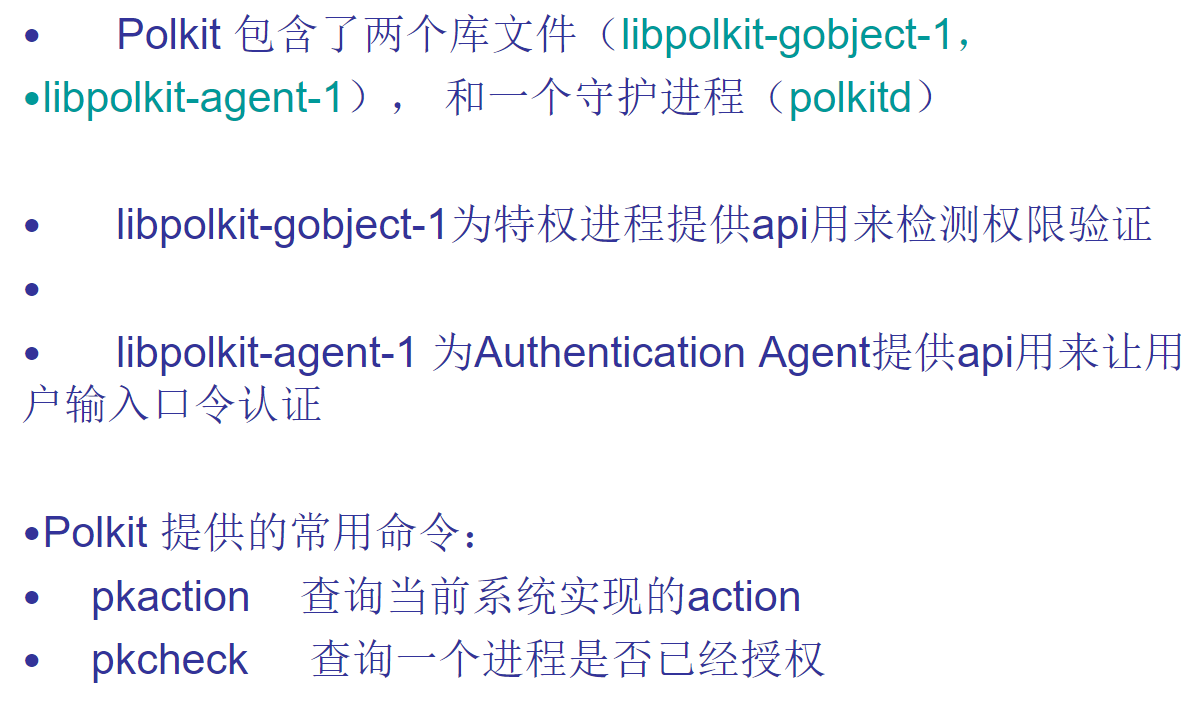 • Polkit 包含了两个库文件（libpolkit-gobject-1，
•libpolkit-agent-1）， 和一个守护进程（polkitd）
• libpolkit-gobject-1为特权进程提供api用来检测权限验证
•
• libpolkit-agent-1 为Authentication Agent提供api用来让用
户输入口令认证
•Polkit 提供的常用命令：
• pkaction 查询当前系统实现的action
• pkcheck 查询一个进程是否已经授权